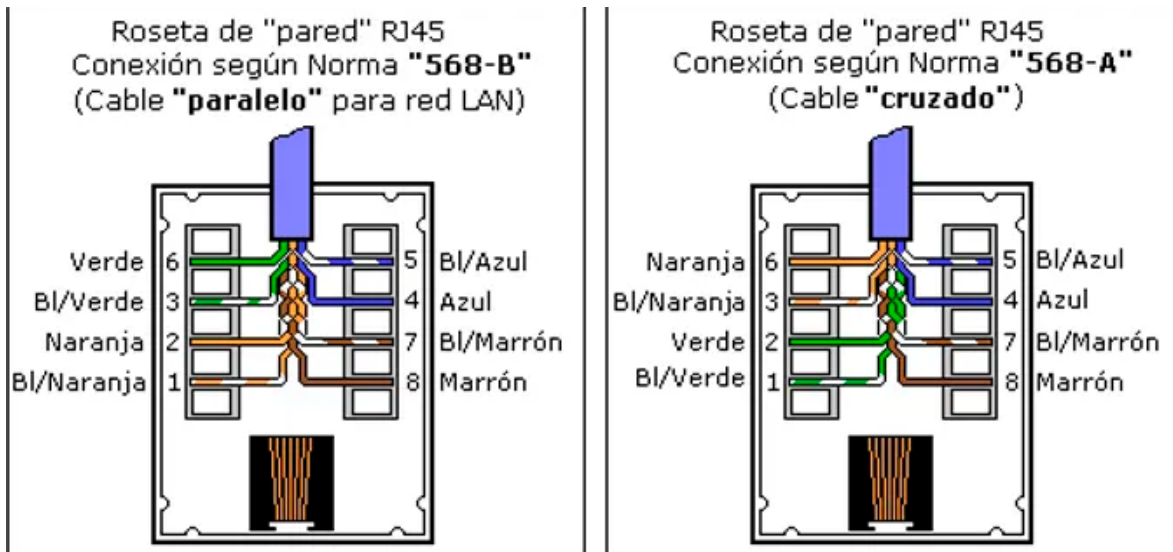 Roseta de "pared" RJ45
Conexión según Norma "568-B"
(Cable "paralelo" para red LAN)
Verde 6
5 Bl/Azul
Bl/Verde 3
4 Azul
Naranja 2
7 Bl/Marrón
Bl/Naranja 1
8 Marrón
Roseta de "pared" RJ45
Conexión según Norma "568-A"
(Cable "cruzado")
Naranja 6
5 Bl/Azul
Bl/Naranja 3
4 Azul
Verde 2
7 Bl/Marrón
Bl/Verde 1
8 Marrón